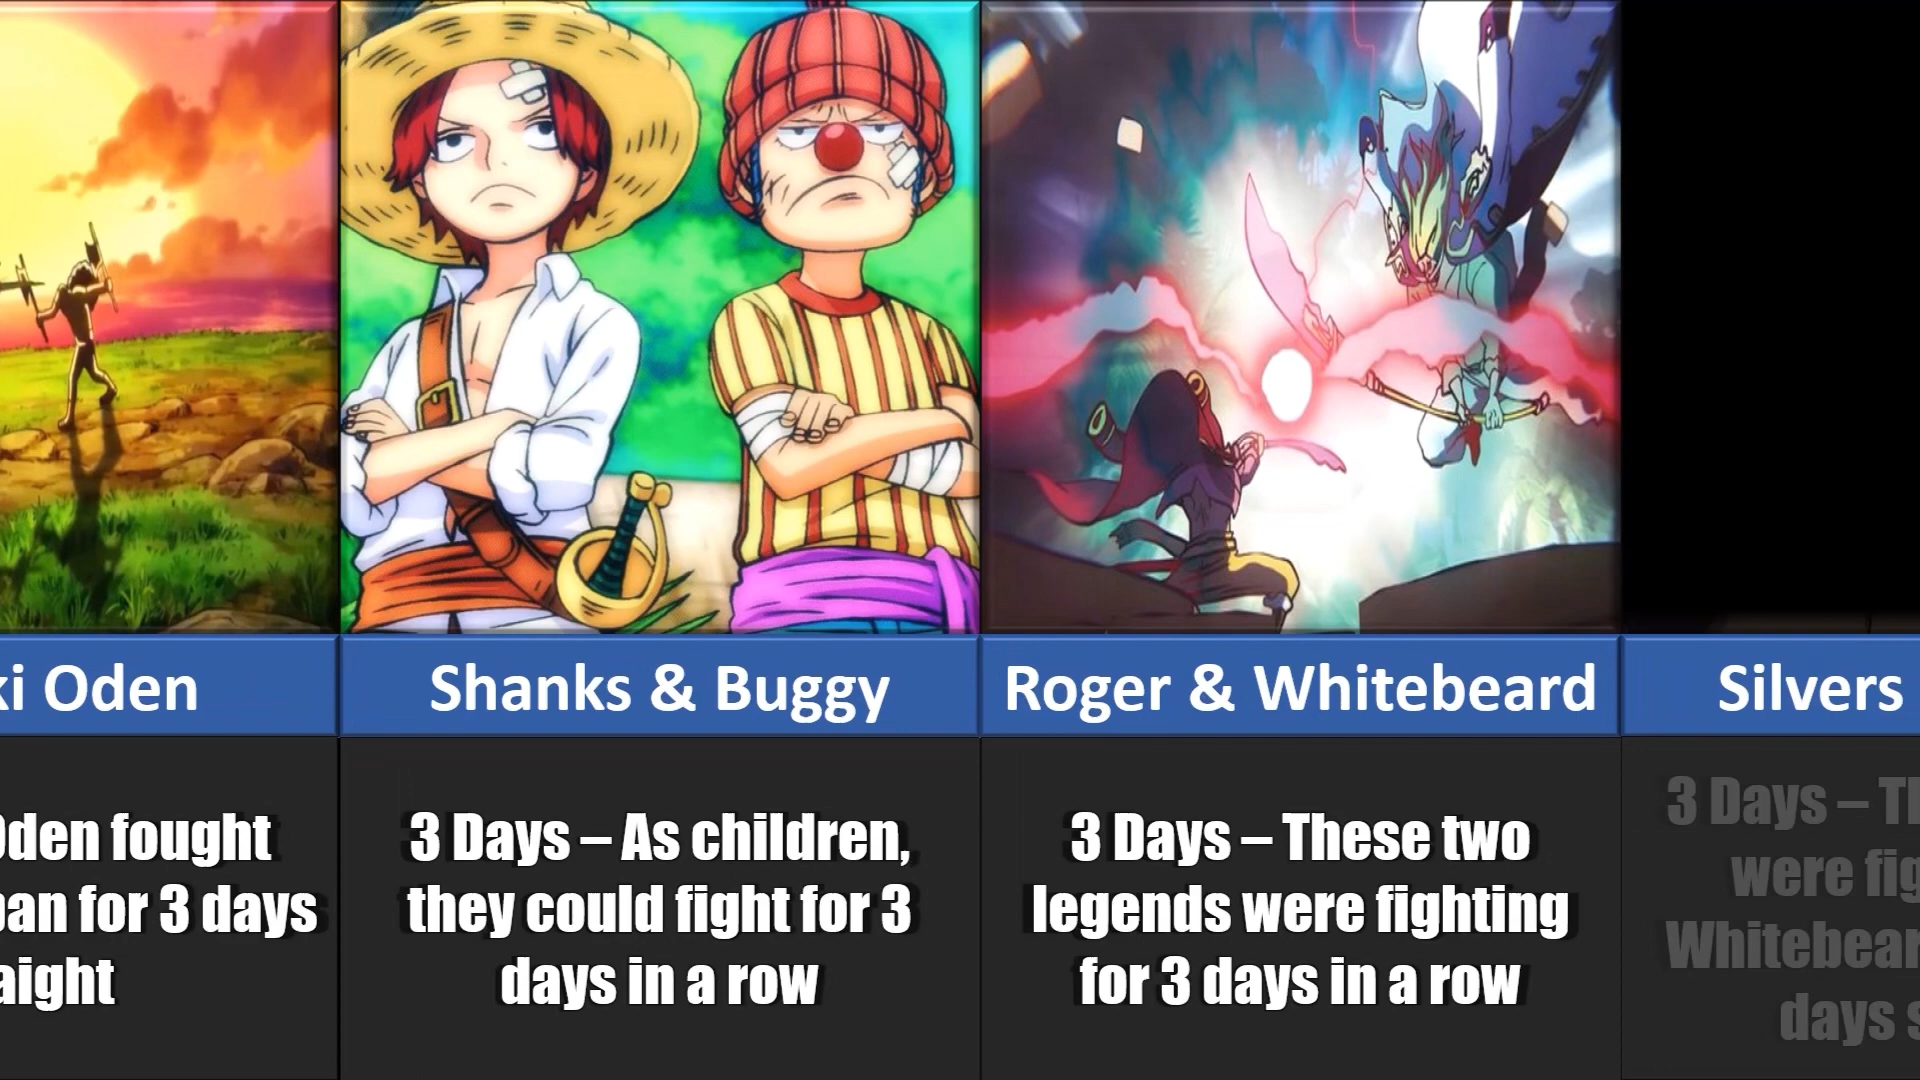 ki Oden
Oden fought
for 3 days
aight
Shanks & Buggy
3 Days – As children,
they could fight for 3
days in a row
Roger & Whitebeard
3 Days – These two
legends were fighting
for 3 days in a row
Silvers
3 Days –
were
days